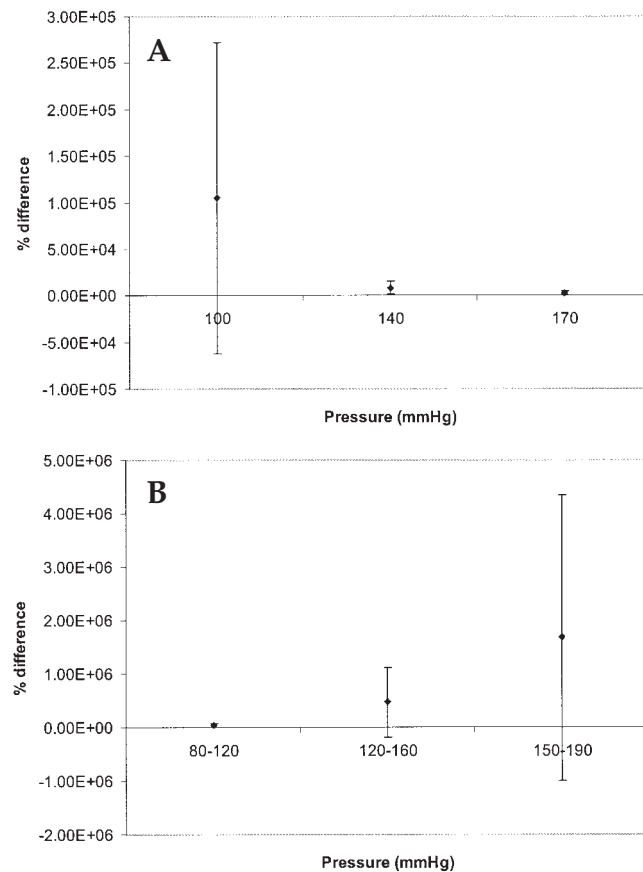 A
3.00E+05
2.50E+05
2.00E+05
1.50E+05
1.00E+05
5.00E+04
0.00E+00
-5.00E+04
-1.00E+05
% difference
100 140 170
Pressure (mmHg)
B
5.00E+06
4.00E+06
3.00E+06
2.00E+06
1.00E+06
0.00E+00
-1.00E+06
-2.00E+06
% difference
80-120 120-160 150-190
Pressure (mmHg)